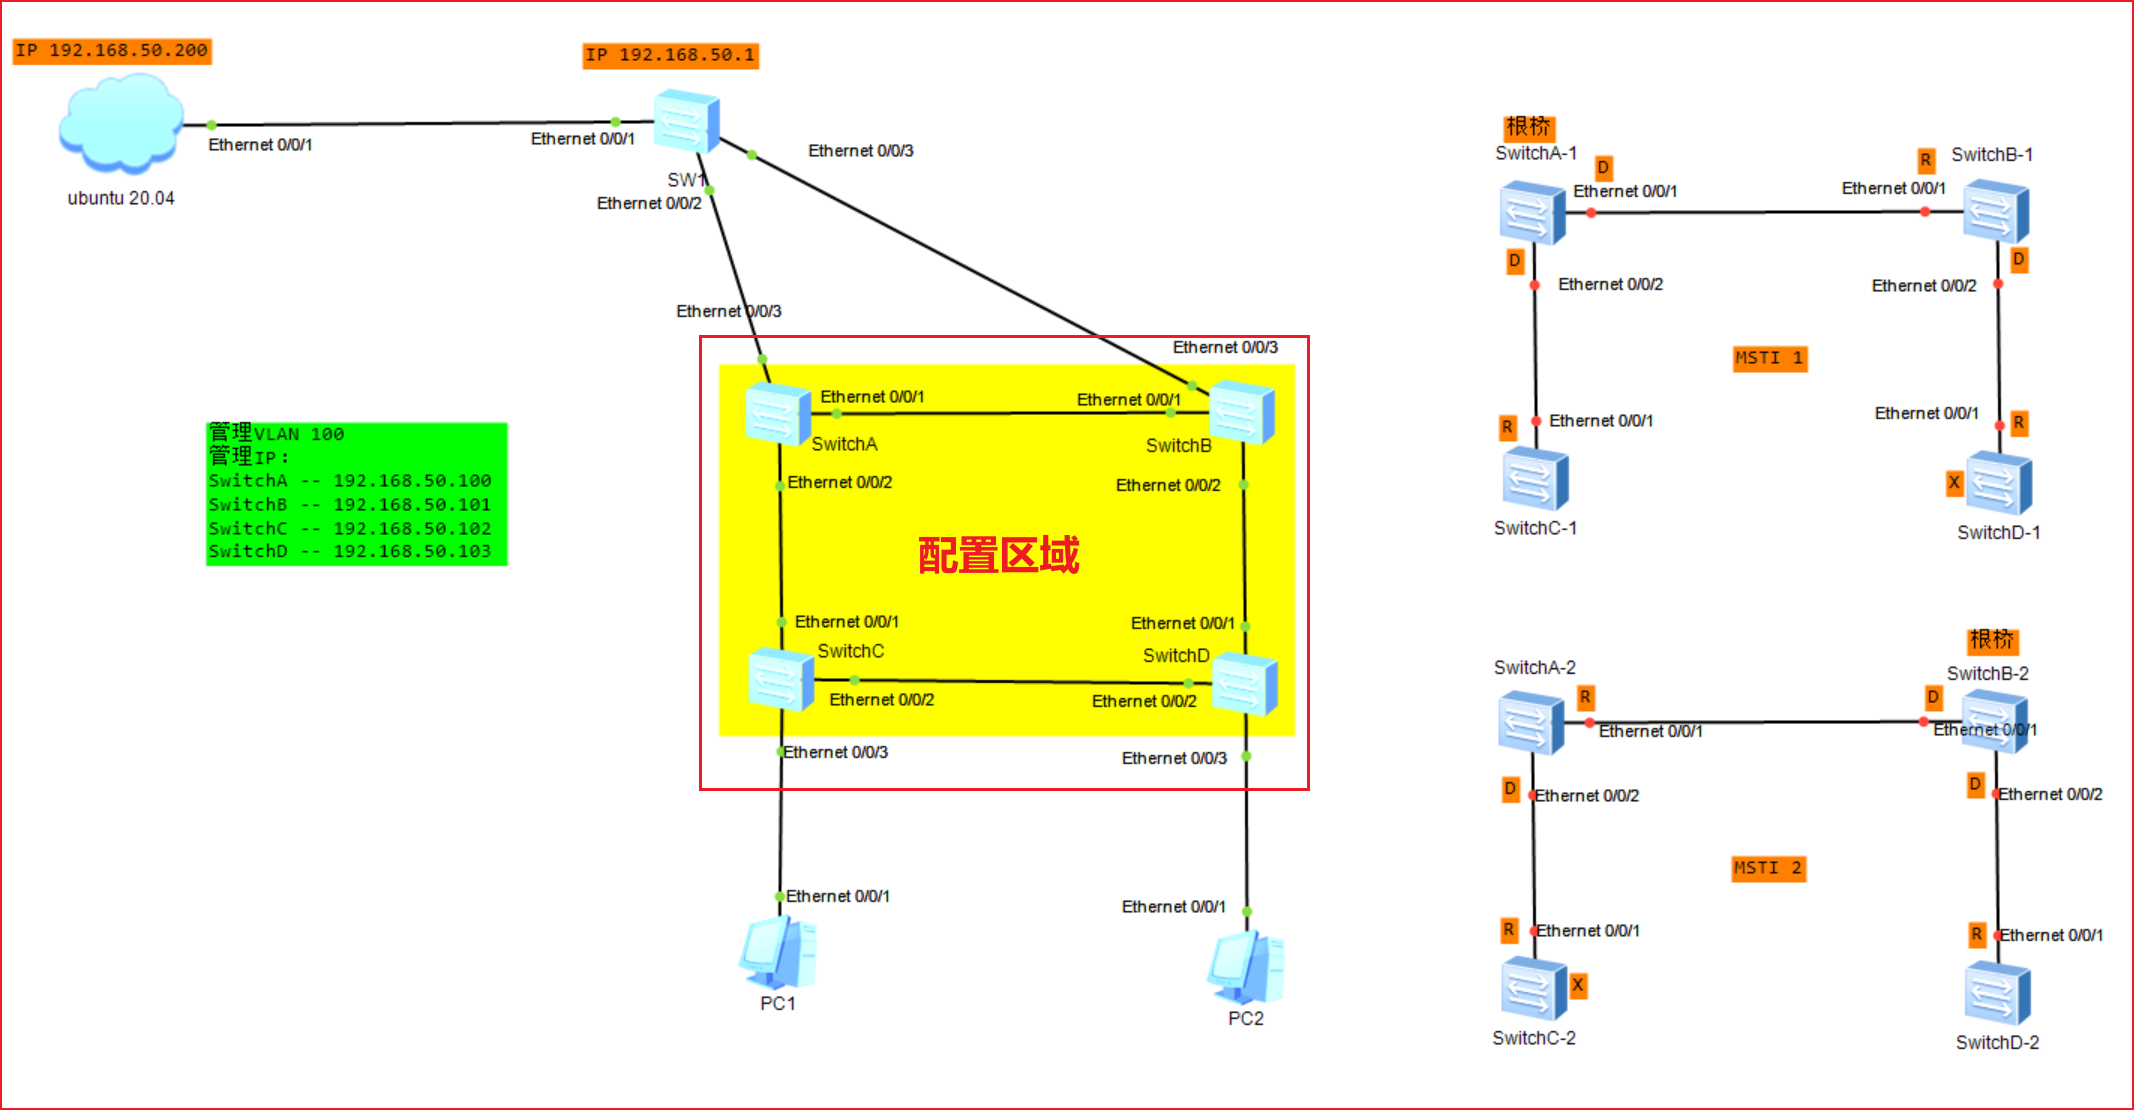 IP 192.168.50.200
IP 192.168.50.1
Ethernet 0/0/1
Ethernet 0/0/1
Ethernet 0/0/3
SW1
Ethernet 0/0/2
ubuntu 20.04
Ethernet 0/0/3
Ethernet 0/0/3
Ethernet 0/0/1
Ethernet 0/0/1
SwitchA
SwitchB
Ethernet 0/0/2
Ethernet 0/0/2
管理VLAN 100
管理IP:
SwitchA -- 192.168.50.100
SwitchB -- 192.168.50.101
SwitchC -- 192.168.50.102
SwitchD -- 192.168.50.103
配置区域
Ethernet 0/0/1
Ethernet 0/0/1
SwitchC
SwitchD
Ethernet 0/0/2
Ethernet 0/0/2
Ethernet 0/0/3
Ethernet 0/0/3
Ethernet 0/0/1
Ethernet 0/0/1
PC1
PC2
根桥
SwitchA-1
D
R
SwitchB-1
Ethernet 0/0/1
Ethernet 0/0/1
D
D
Ethernet 0/0/2
Ethernet 0/0/2
MSTI 1
Ethernet 0/0/1
Ethernet 0/0/1
R
R
X
SwitchC-1
SwitchD-1
根桥
SwitchA-2
SwitchB-2
R
D
Ethernet 0/0/1
Ethernet 0/0/1
D
D
Ethernet 0/0/2
Ethernet 0/0/2
MSTI 2
R
Ethernet 0/0/1
R
Ethernet 0/0/1
X
SwitchC-2
SwitchD-2